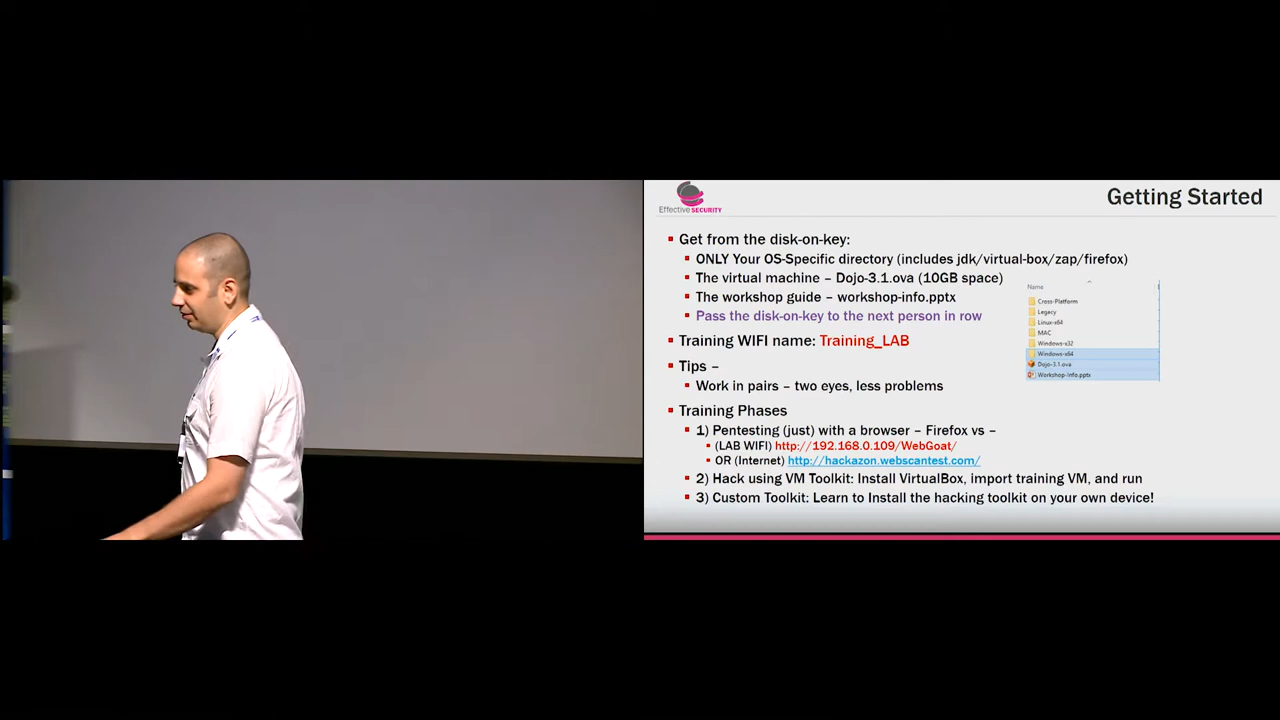 Effective SECURITY
Getting Started
Get from the disk-on-key:
ONLY Your OS-Specific directory (includes jdk/virtual-box/zap/firefox)
The virtual machine – Dojo-3.1.ova (10GB space)
The workshop guide – workshop-info.pptx
Pass the disk-on-key to the next person in row
Name
Cross-Platform
Legacy
Linux-x64
MAC
Windows-x32
Windows-x64
Dojo-3.1.ova
Workshop-info.pptx
Training WIFI name: Training_LAB
Tips –
Work in pairs – two eyes, less problems
Training Phases
1) Pentesting (just) with a browser – Firefox vs –
(LAB WIFI) http://192.168.0.109/WebGoat/
OR (Internet) http://hackazon.webscantest.com/
2) Hack using VM Toolkit: Install VirtualBox, import training VM, and run
3) Custom Toolkit: Learn to Install the hacking toolkit on your own device!